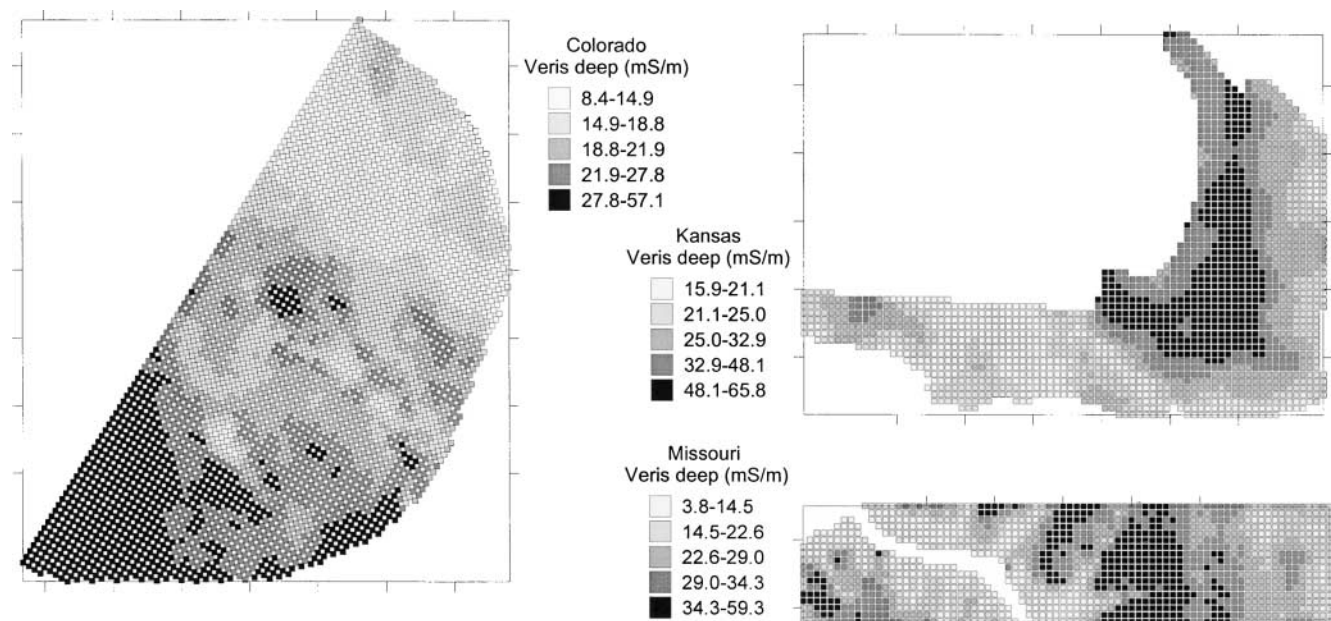 Colorado
Veris deep (mS/m)
8.4-14.9
14.9-18.8
18.8-21.9
21.9-27.8
27.8-57.1
Kansas
Veris deep (mS/m)
15.9-21.1
21.1-25.0
25.0-32.9
32.9-48.1
48.1-65.8
Missouri
Veris deep (mS/m)
3.8-14.5
14.5-22.6
22.6-29.0
29.0-34.3
34.3-59.3